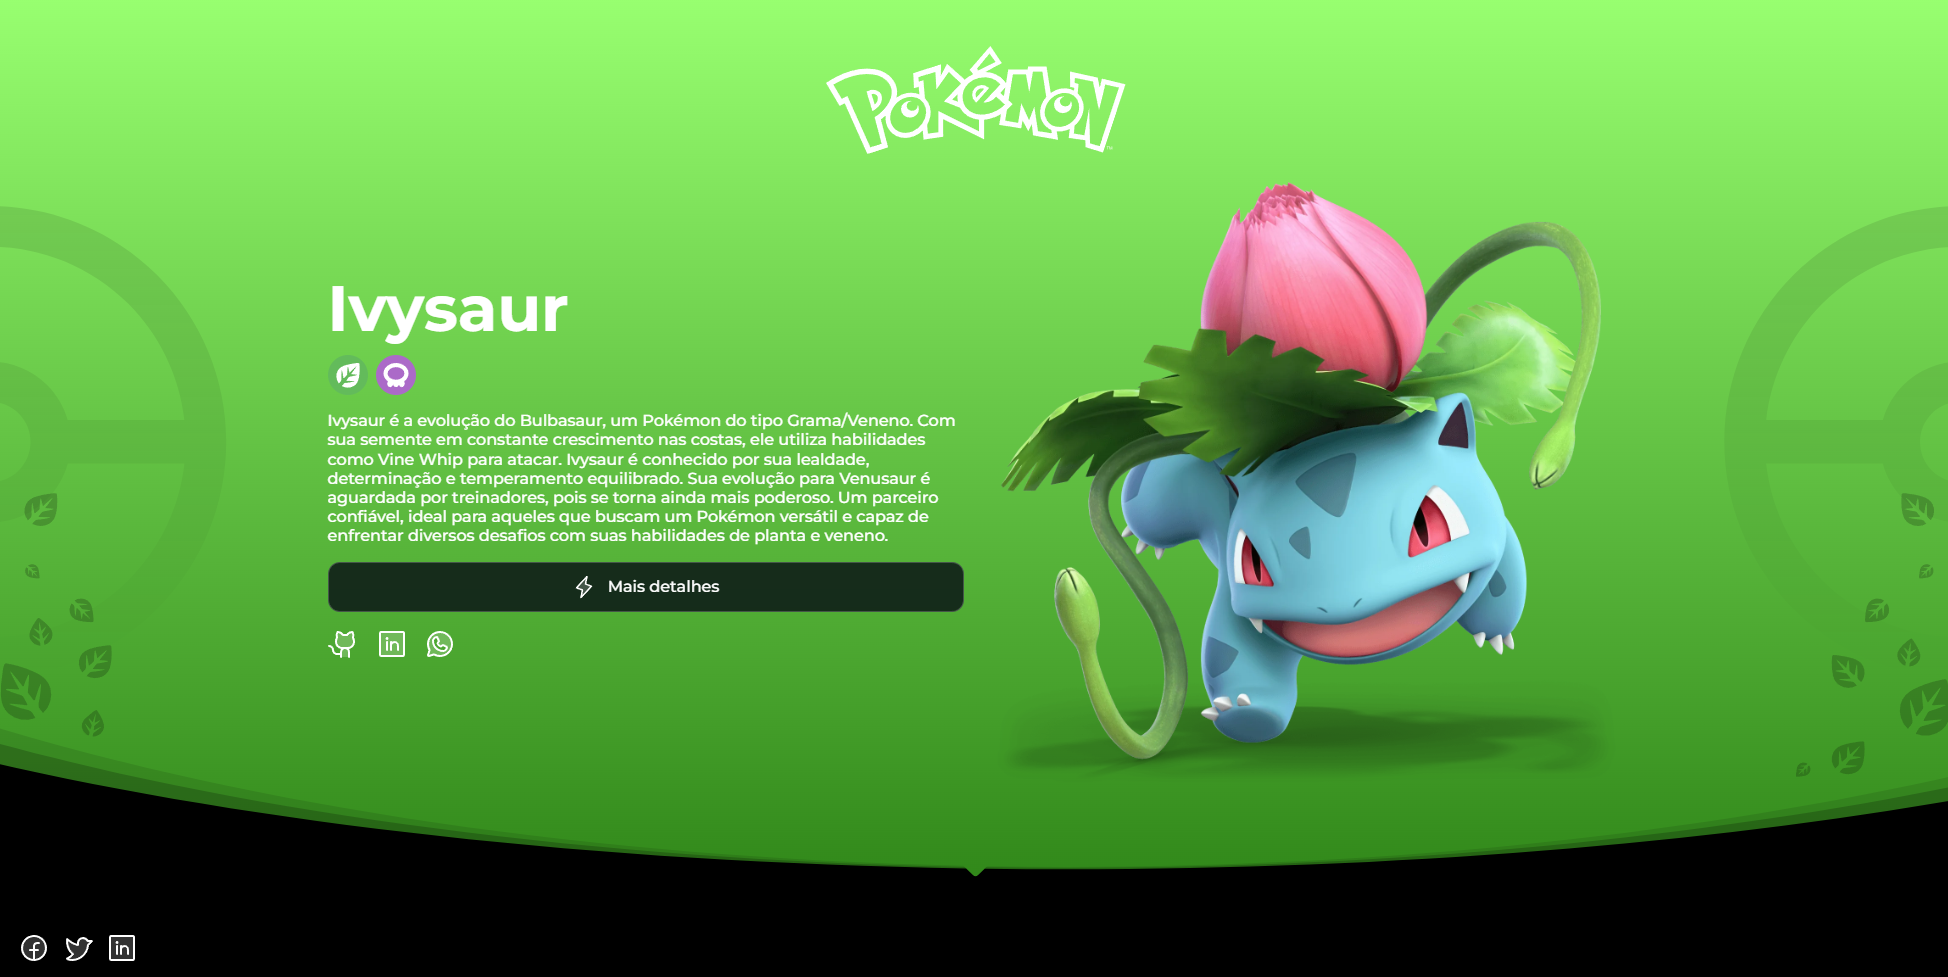 POKéMON
TM
Ivysaur
Ivysaur é a evolução do Bulbasaur, um Pokémon do tipo Grama/Veneno. Com
sua semente em constante crescimento nas costas, ele utiliza habilidades
como Vine Whip para atacar. Ivysaur é conhecido por sua lealdade,
determinação e temperamento equilibrado. Sua evolução para Venusaur é
aguardada por treinadores, pois se torna ainda mais poderoso. Um parceiro
confiável, ideal para aqueles que buscam um Pokémon versátil e capaz de
enfrentar diversos desafios com suas habilidades de planta e veneno.
Mais detalhes
in
f
in